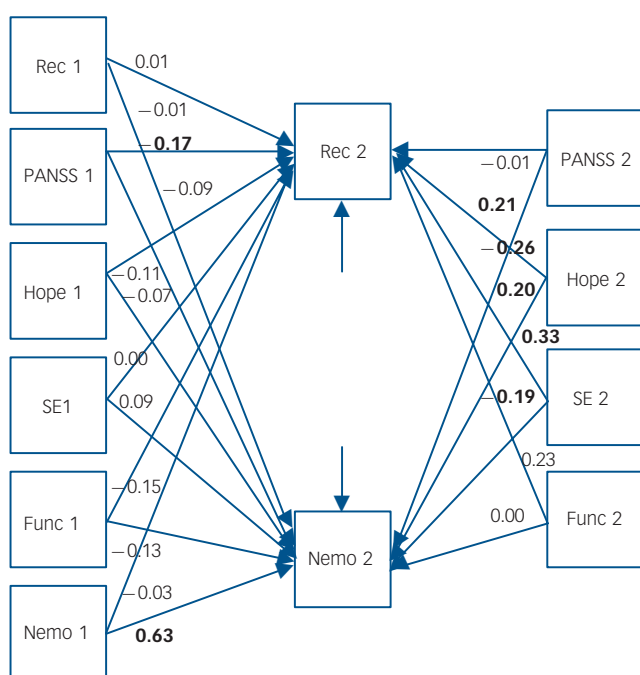 Rec 1
PANSS 1
Hope 1
SE1
Func 1
Nemo 1
0.01
−0.01
−0.17
−0.09
−0.11
−0.07
0.00
0.09
−0.15
−0.13
−0.03
0.63
Rec 2
Nemo 2
−0.01
0.21
−0.26
0.20
0.33
−0.19
0.23
0.00
PANSS 2
Hope 2
SE 2
Func 2